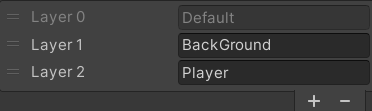 Layer 0 Default
Layer 1 BackGround
Layer 2 Player
+ −